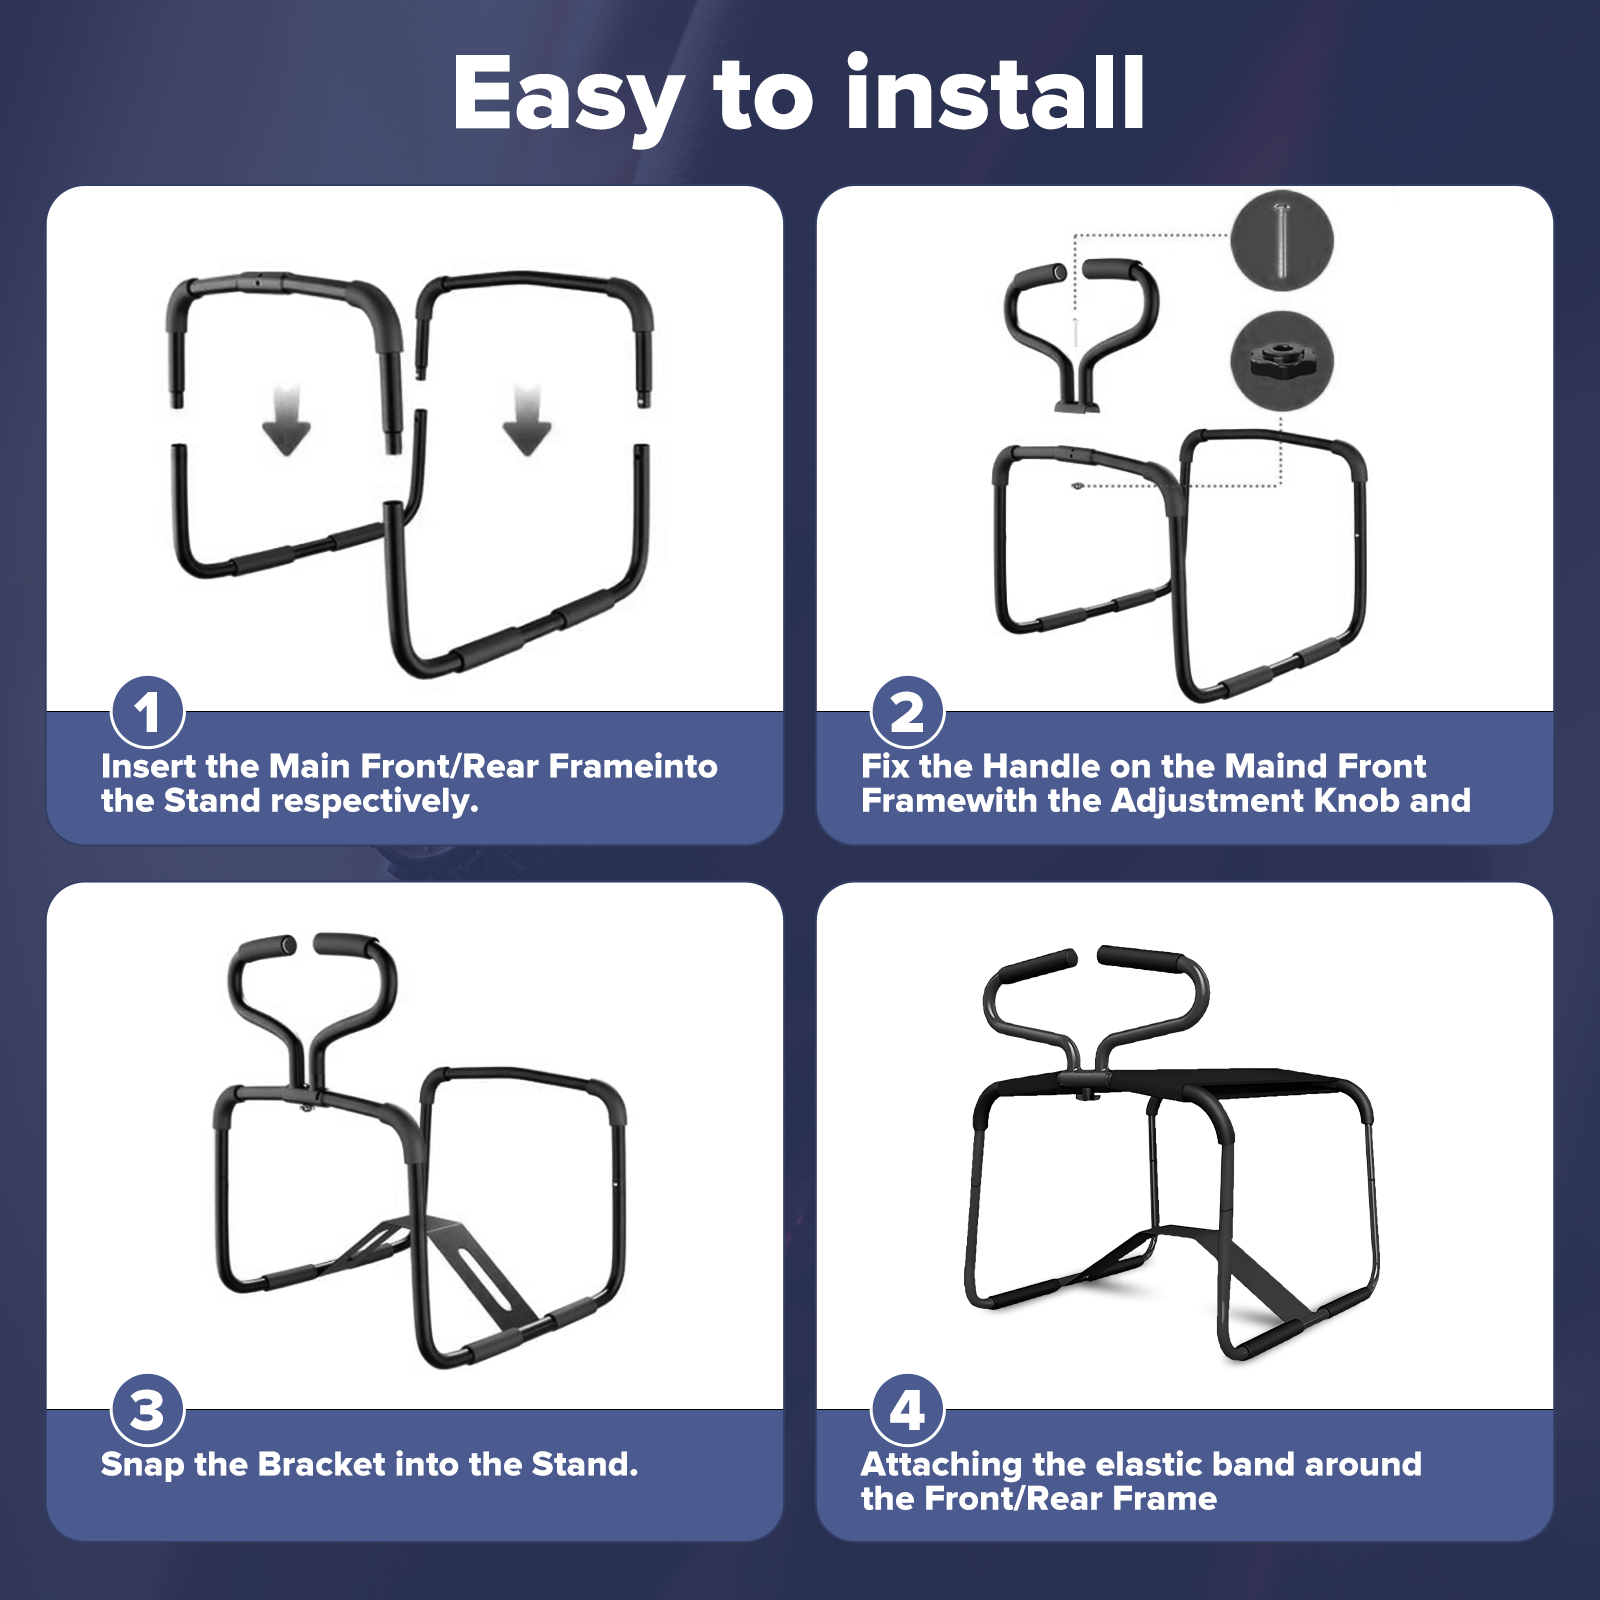 Easy to install
1
Insert the Main Front/Rear Frameinto
the Stand respectively.
2
Fix the Handle on the Maind Front
Framewith the Adjustment Knob and
3
Snap the Bracket into the Stand.
4
Attaching the elastic band around
the Front/Rear Frame